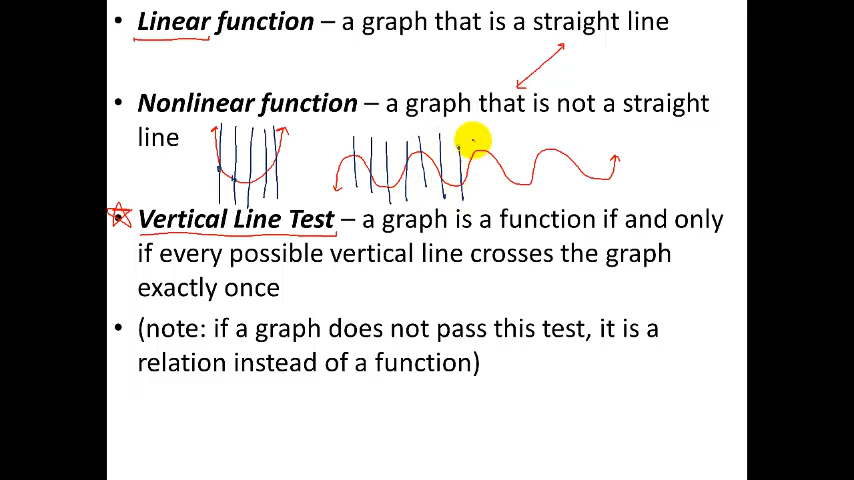 • Linear function – a graph that is a straight line
• Nonlinear function – a graph that is not a straight
line
• Vertical Line Test – a graph is a function if and only
if every possible vertical line crosses the graph
exactly once
• (note: if a graph does not pass this test, it is a
relation instead of a function)